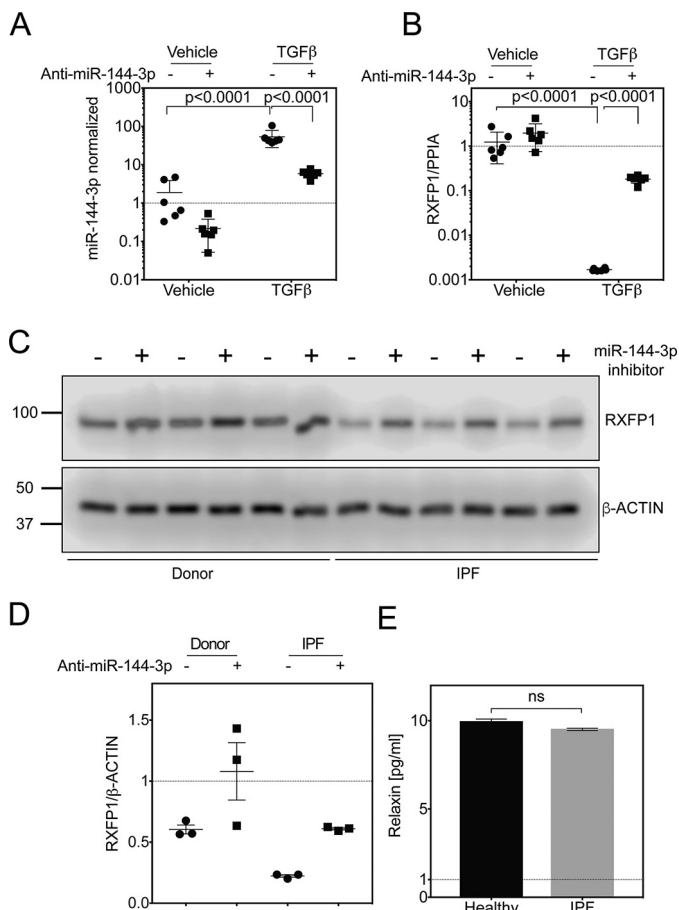 A
Vehicle TGFβ
Anti-miR-144-3p - + - +
p<0.0001 p<0.0001
miR-144-3p normalized
1000
100
10
1
0.1
0.01
Vehicle TGFβ
B
Vehicle TGFβ
Anti-miR-144-3p - + - +
p<0.0001 p<0.0001
RXFP1/PPIA
10
1
0.1
0.01
0.001
Vehicle TGFβ
C
- + - + - + - + - + - + miR-144-3p
inhibitor
100 RXFP1
50
37
β-ACTIN
Donor IPF
D
Donor IPF
Anti-miR-144-3p - + - +
RXFP1/β-ACTIN
1.5
1
0.5
0.0
E
ns
Relaxin [pg/ml]
10
5
1
0
Healthy IPF